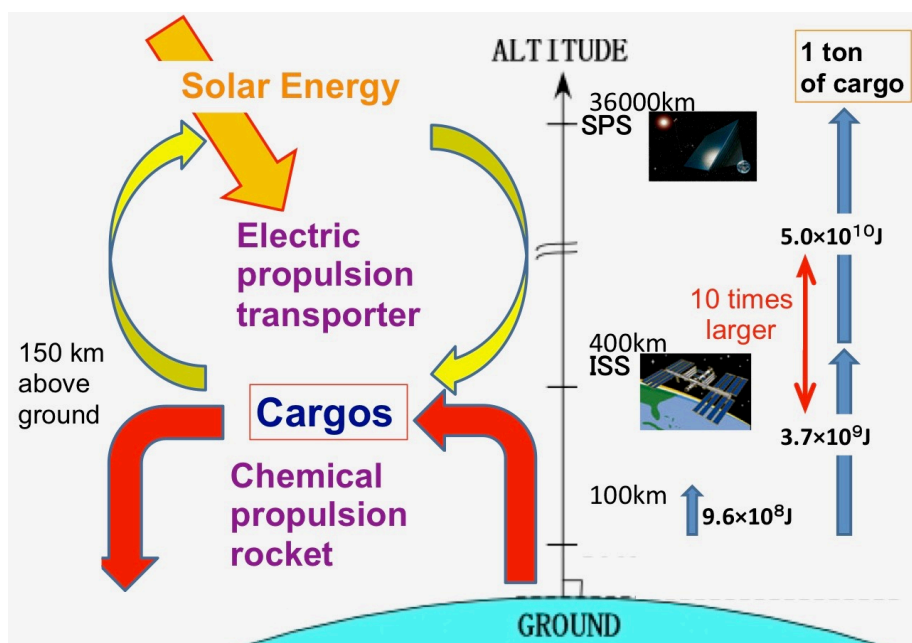 Solar Energy
Electric
propulsion
transporter
150 km
above
ground
Cargos
Chemical
propulsion
rocket
ALTITUDE
36000km
SPS
400km
ISS
100km
GROUND
1 ton
of cargo
5.0×10¹⁰J
10 times
larger
3.7×10⁹J
9.6×10⁸J